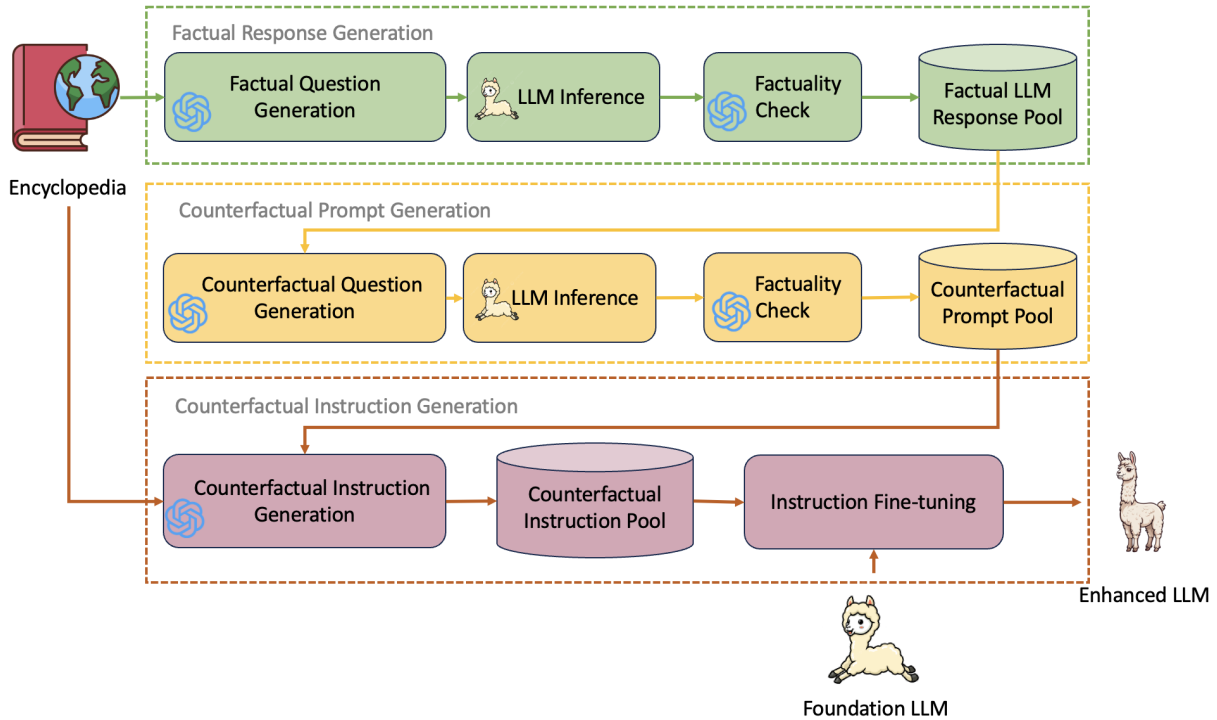 Factual Response Generation
Factual Question
Generation
LLM Inference
Factuality
Check
Factual LLM
Response Pool
Encyclopedia
Counterfactual Prompt Generation
Counterfactual Question
Generation
LLM Inference
Factuality
Check
Counterfactual
Prompt Pool
Counterfactual Instruction Generation
Counterfactual Instruction
Generation
Counterfactual
Instruction Pool
Instruction Fine-tuning
Enhanced LLM
Foundation LLM